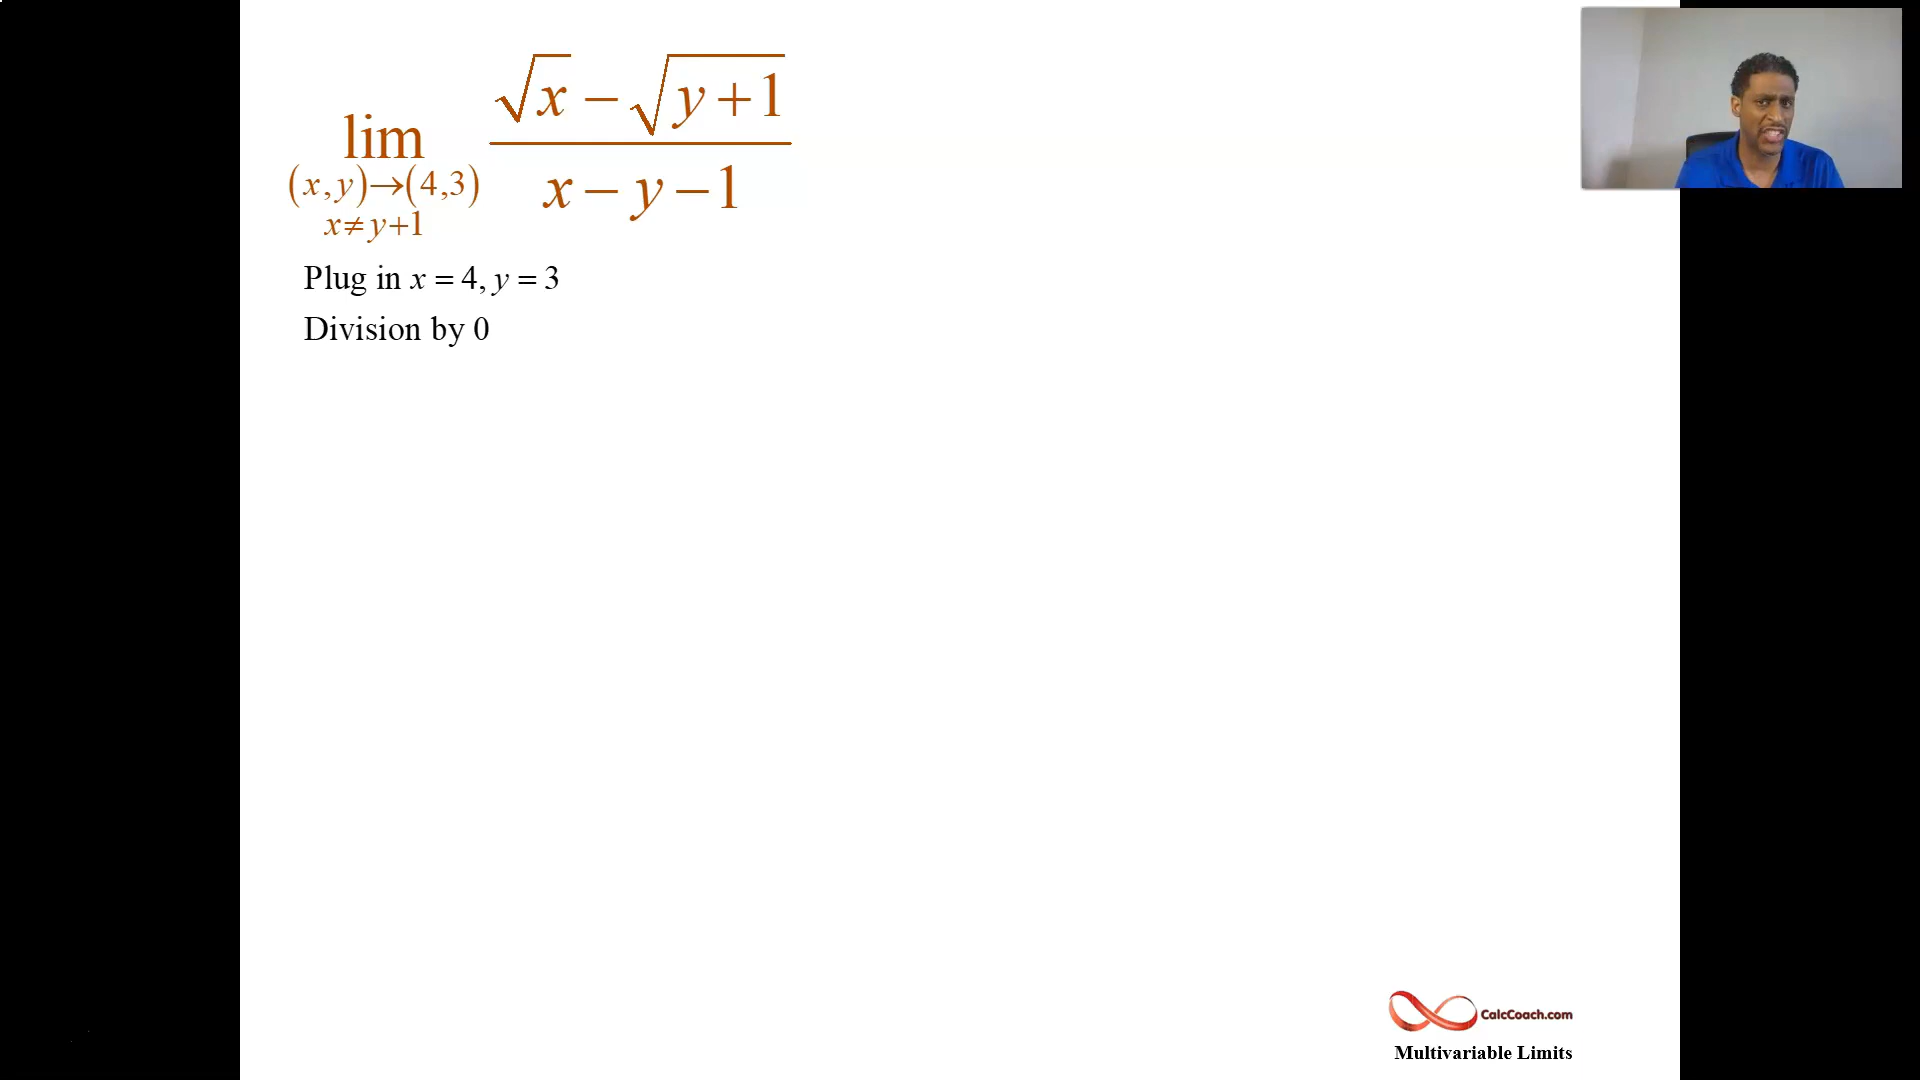 lim (x,y)→(4,3) x≠y+1 √x − √y+1 / x − y − 1
Plug in x = 4, y = 3
Division by 0
CalcCoach.com
Multivariable Limits